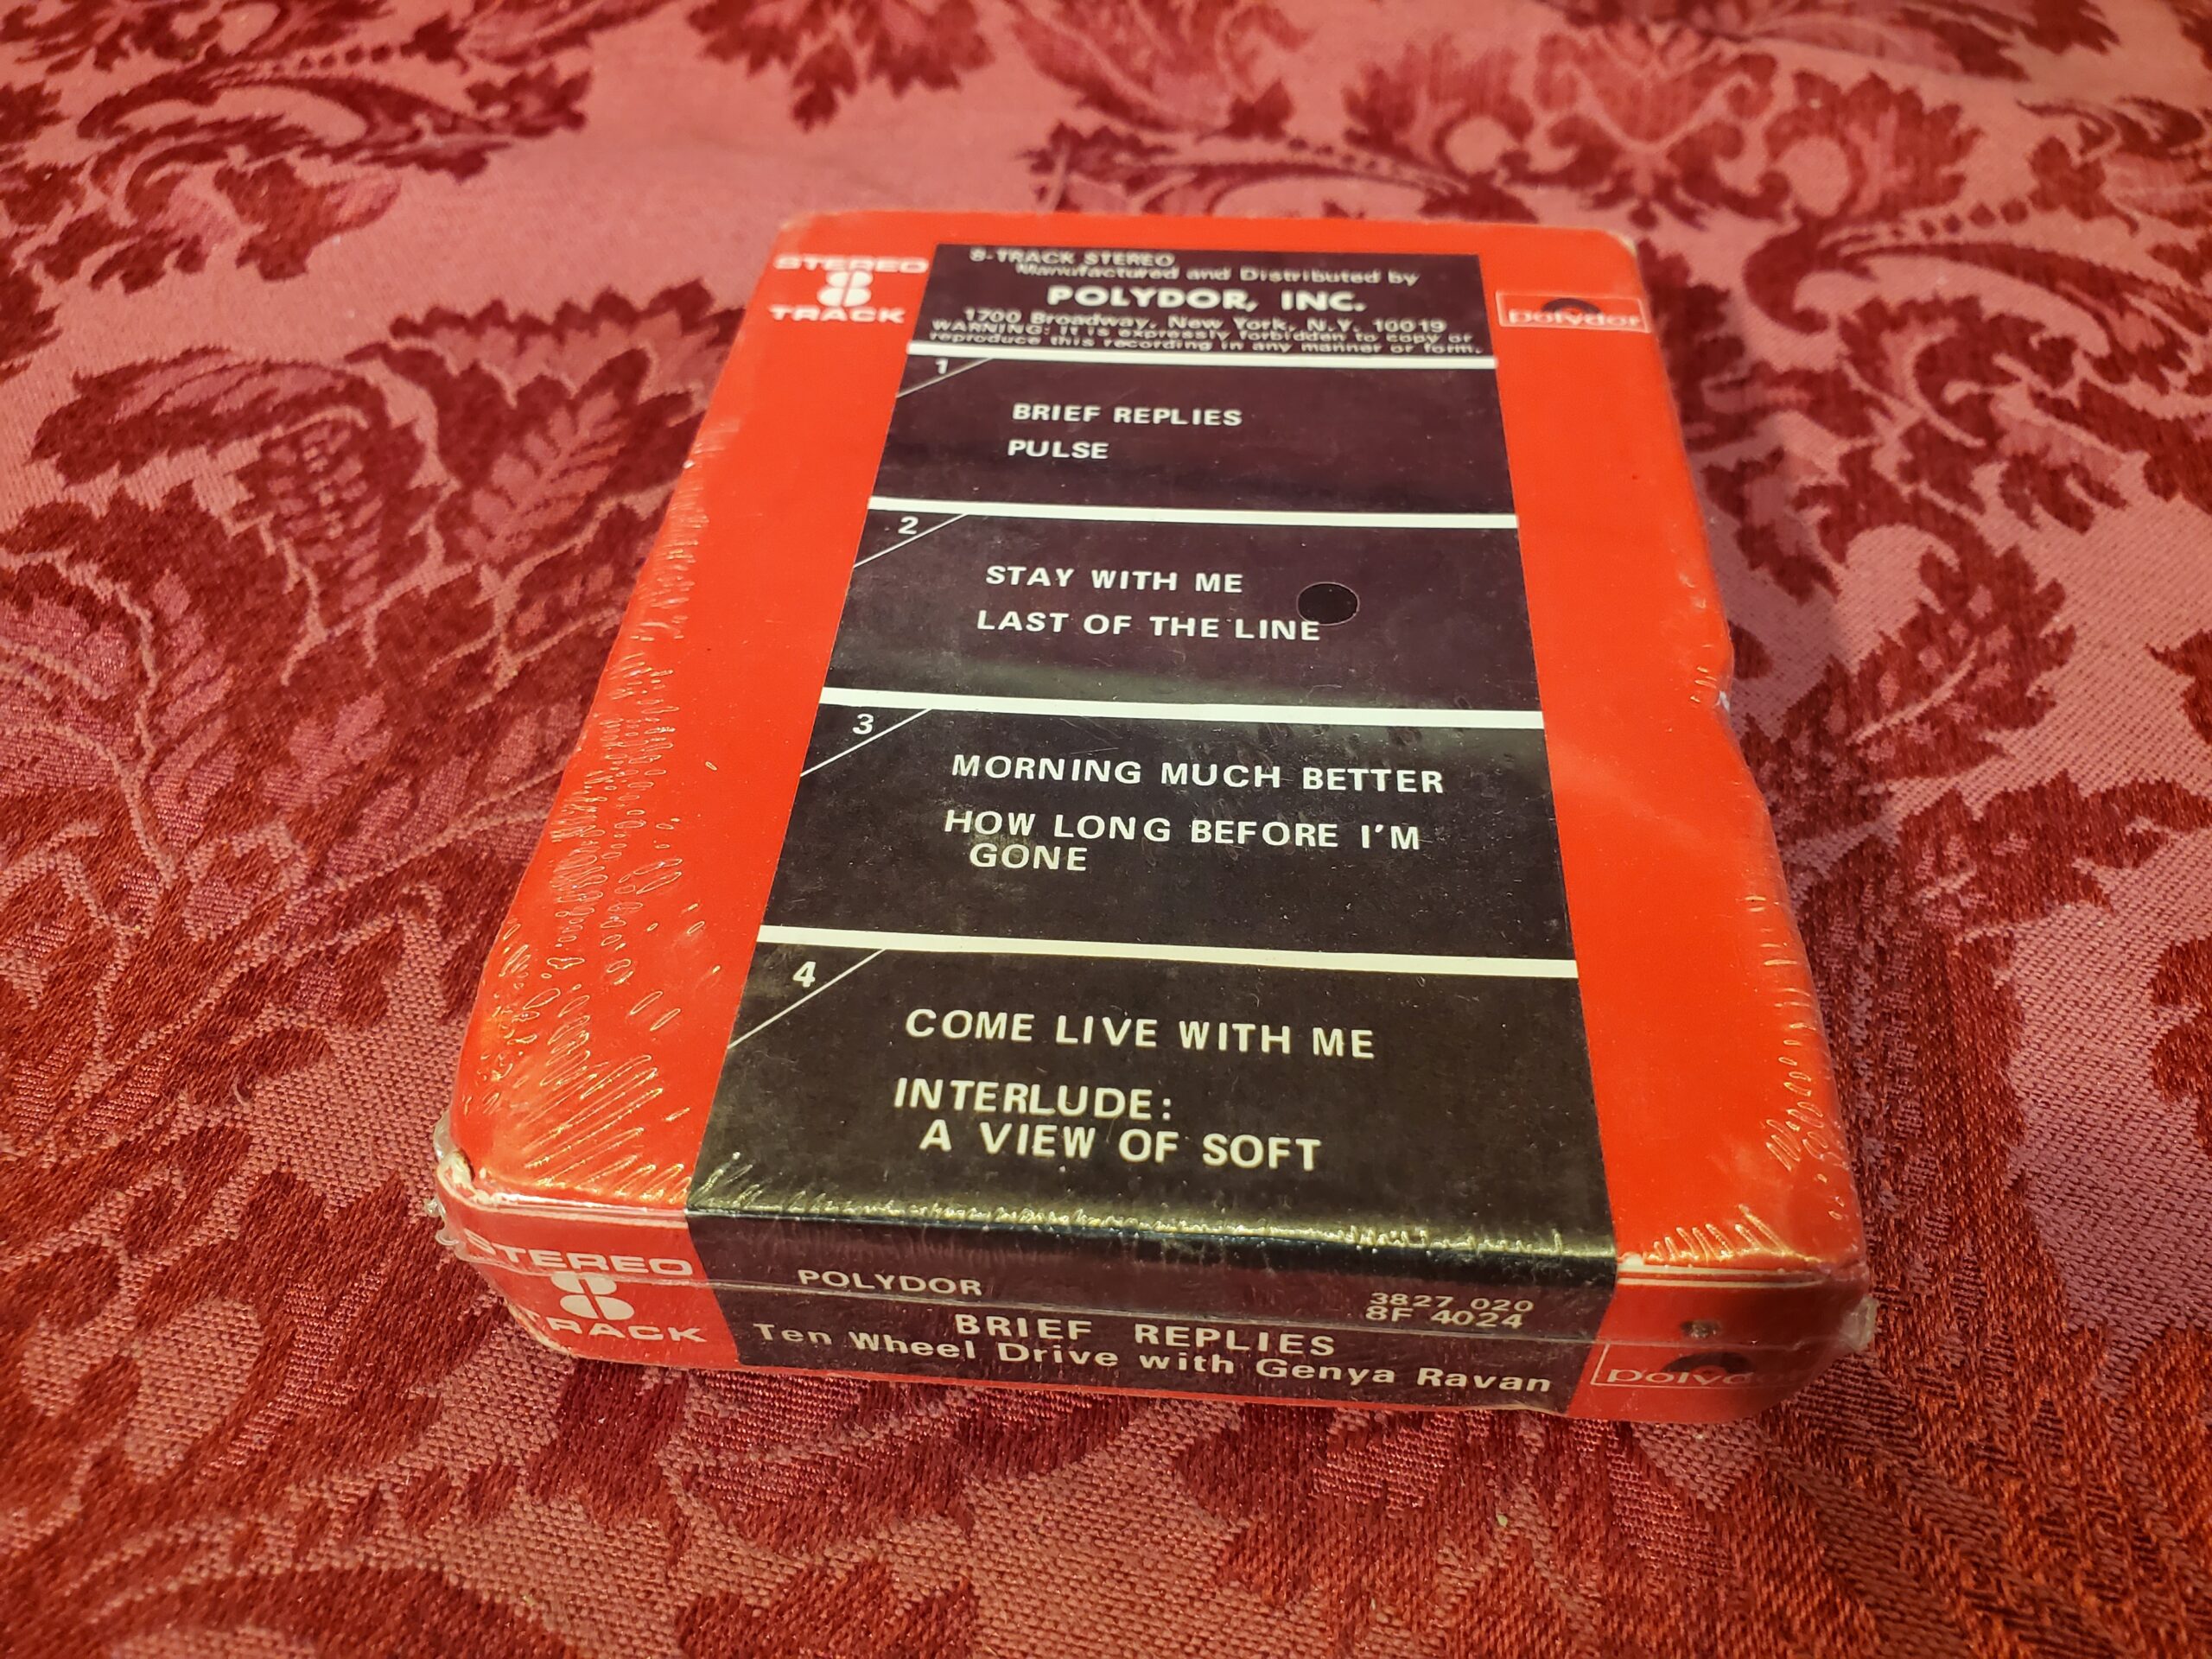 STEREO
8
TRACK
8-TRACK STEREO
Manufactured and Distributed by
POLYDOR, INC.
1700 Broadway, New York, N.Y. 10019
WARNING: It is expressly forbidden to copy or
reproduce this recording in any manner or form.
polydor
1
BRIEF REPLIES
PULSE
2
STAY WITH ME
LAST OF THE LINE
3
MORNING MUCH BETTER
HOW LONG BEFORE I'M
GONE
4
COME LIVE WITH ME
INTERLUDE:
A VIEW OF SOFT
STEREO
8
TRACK
POLYDOR
3827 020
8F 4024
BRIEF REPLIES
Ten Wheel Drive with Genya Ravan
polydor